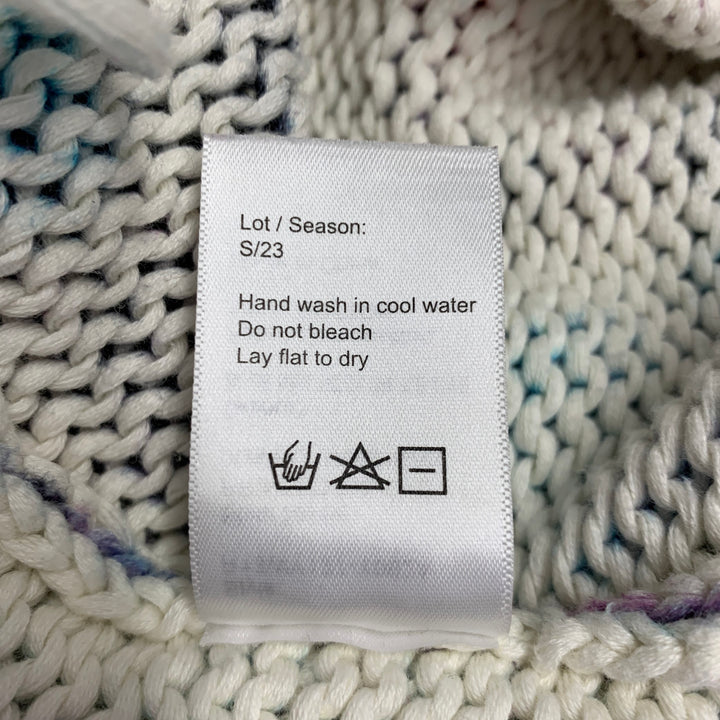 Lot / Season:
S/23
Hand wash in cool water
Do not bleach
Lay flat to dry